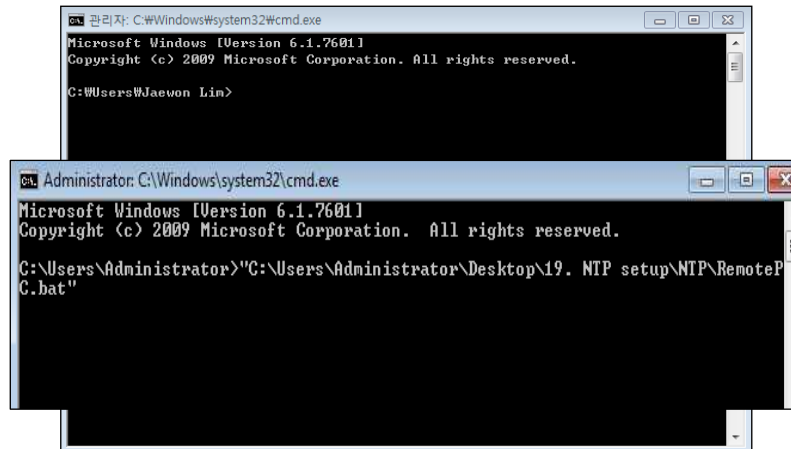 관리자: C:₩Windows₩system32₩cmd.exe
Microsoft Windows [Version 6.1.7601]
Copyright (c) 2009 Microsoft Corporation. All rights reserved.
C:₩Users₩Jaewon Lim>
Administrator: C:\Windows\system32\cmd.exe
Microsoft Windows [Version 6.1.7601]
Copyright (c) 2009 Microsoft Corporation.  All rights reserved.
C:\Users\Administrator>"C:\Users\Administrator\Desktop\19. NTP setup\NTP\RemoteP
C.bat"